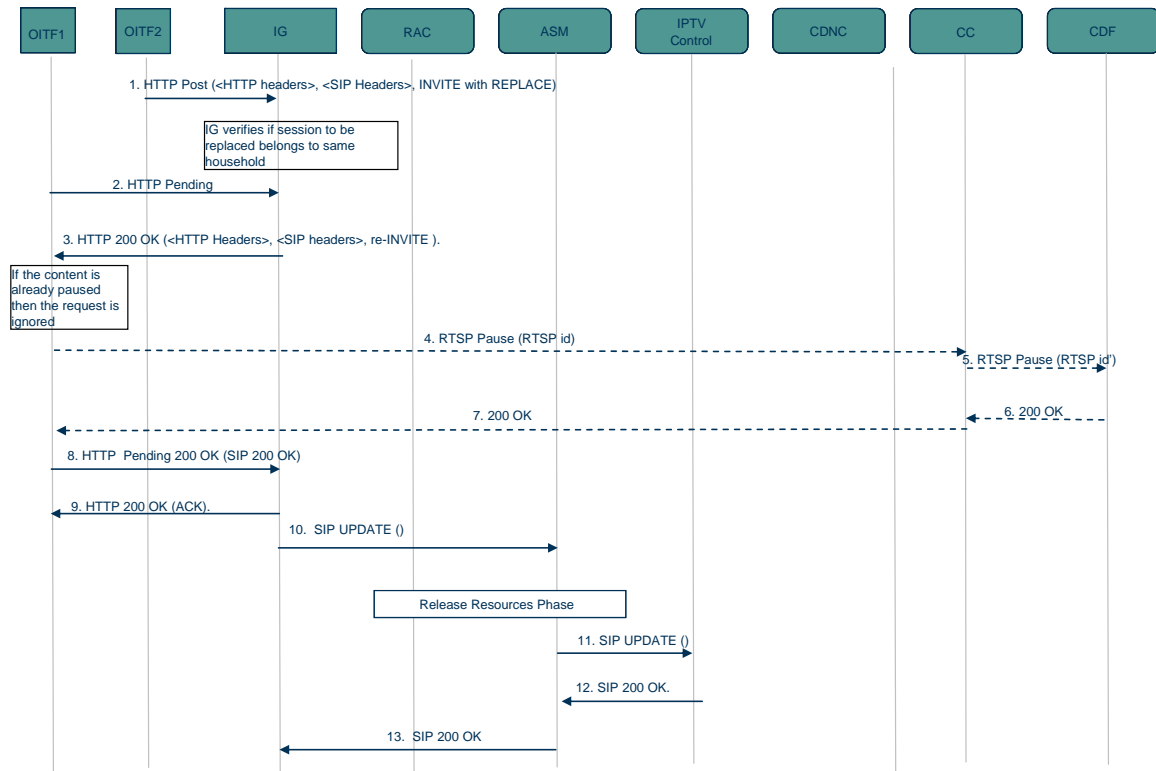 OITF1
OITF2
IG
RAC
ASM
IPTV
Control
CDNC
CC
CDF
1. HTTP Post (<HTTP headers>, <SIP Headers>, INVITE with REPLACE)
IG verifies if session to be
replaced belongs to same
household
2. HTTP Pending
3. HTTP 200 OK (<HTTP Headers>, <SIP headers>, re-INVITE ).
If the content is
already paused
then the request is
ignored
4. RTSP Pause (RTSP id)
5. RTSP Pause (RTSP id')
6. 200 OK
7. 200 OK
8. HTTP  Pending 200 OK (SIP 200 OK)
9. HTTP 200 OK (ACK).
10.  SIP UPDATE ()
Release Resources Phase
11. SIP UPDATE ()
12. SIP 200 OK.
13.  SIP 200 OK